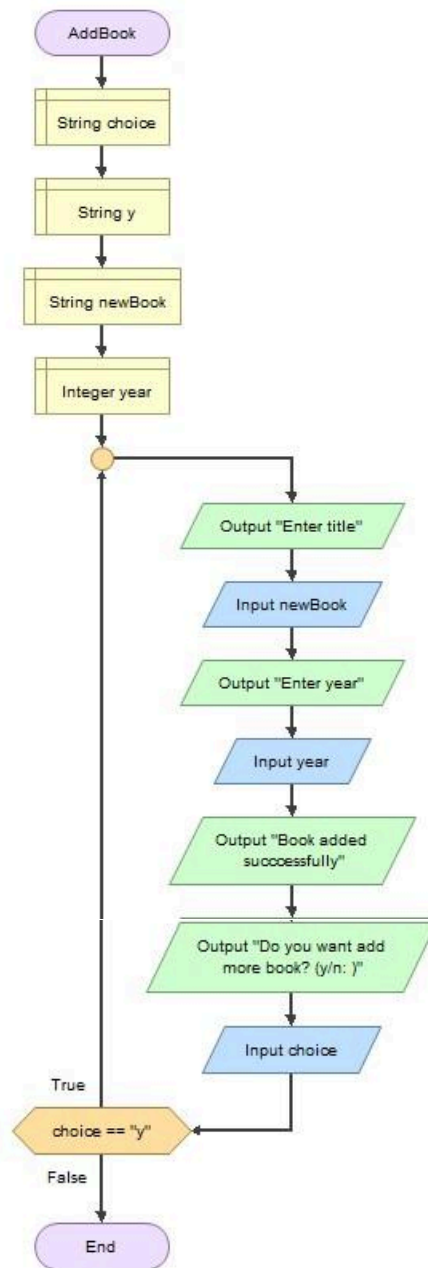 AddBook
String choice
String y
String newBook
Integer year
Output "Enter title"
Input newBook
Output "Enter year"
Input year
Output "Book added
succcessfully"
Output "Do you want add
more book? (y/n: )"
Input choice
True
choice == "y"
False
End